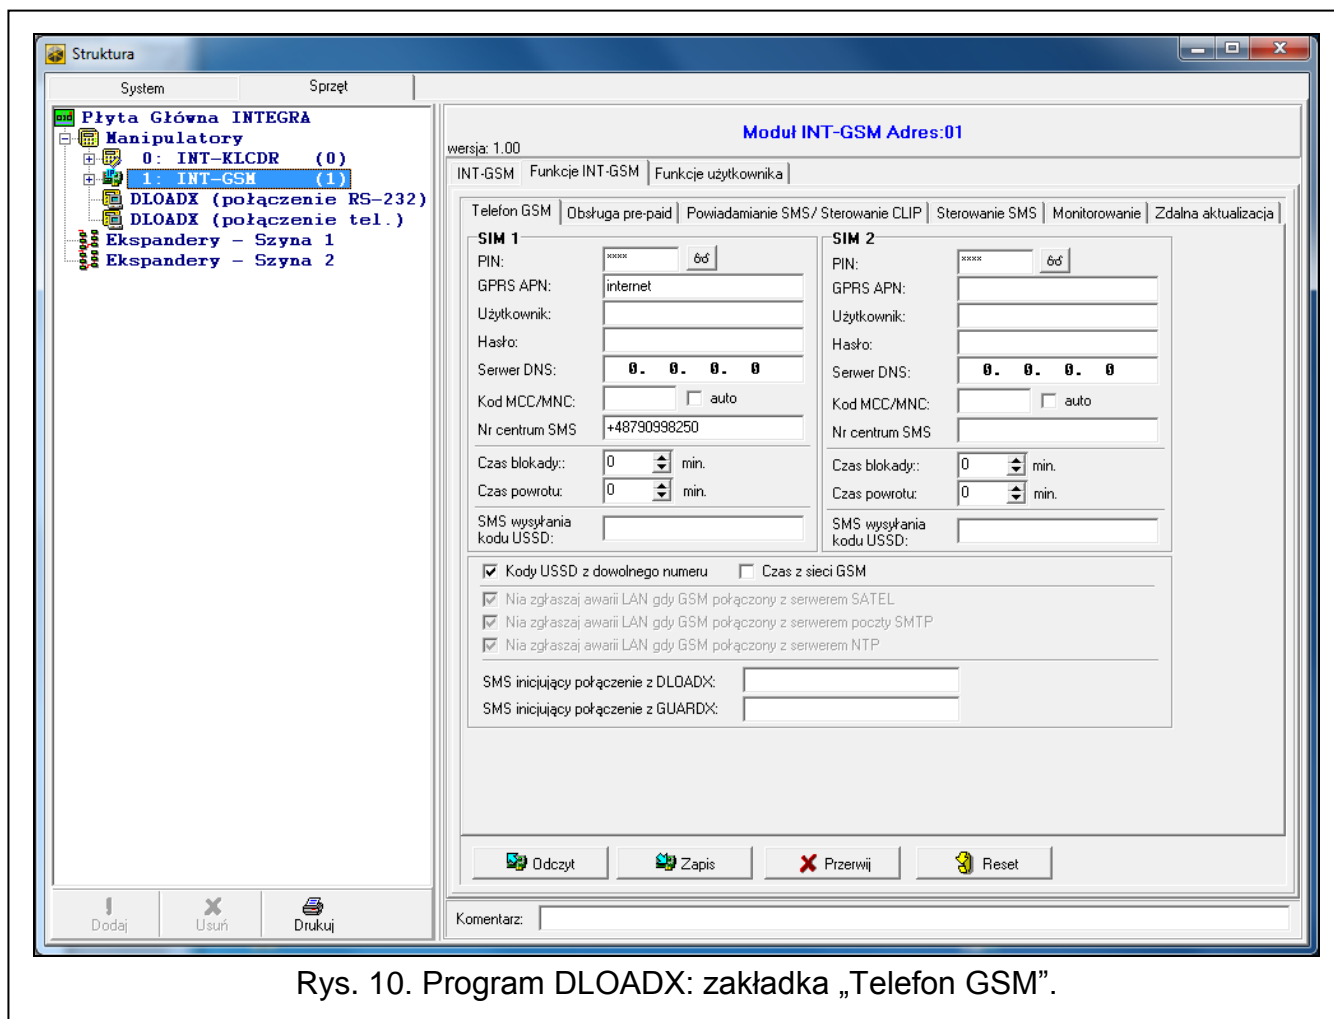 Struktura
System Sprzęt
Płyta Główna INTEGRA
Manipulatory
0: INT-KLCDR (0)
1: INT-GSM (1)
DLOADX (połączenie RS-232)
DLOADX (połączenie tel.)
Ekspandery - Szyna 1
Ekspandery - Szyna 2
Dodaj Usuń Drukuj
Moduł INT-GSM Adres:01
wersja: 1.00
INT-GSM Funkcje INT-GSM Funkcje użytkownika
Telefon GSM Obsługa pre-paid Powiadamianie SMS/ Sterowanie CLIP Sterowanie SMS Monitorowanie Zdalna aktualizacja
SIM 1
PIN: ****
GPRS APN: internet
Użytkownik:
Hasło:
Serwer DNS: 0. 0. 0. 0
Kod MCC/MNC: auto
Nr centrum SMS +48790998250
Czas blokady:: 0 min.
Czas powrotu: 0 min.
SMS wysyłania
kodu USSD:
SIM 2
PIN: ****
GPRS APN:
Użytkownik:
Hasło:
Serwer DNS: 0. 0. 0. 0
Kod MCC/MNC: auto
Nr centrum SMS
Czas blokady:: 0 min.
Czas powrotu: 0 min.
SMS wysyłania
kodu USSD:
Kody USSD z dowolnego numeru Czas z sieci GSM
Nia zgłaszaj awarii LAN gdy GSM połączony z serwerem SATEL
Nia zgłaszaj awarii LAN gdy GSM połączony z serwerem poczty SMTP
Nia zgłaszaj awarii LAN gdy GSM połączony z serwerem NTP
SMS inicjujący połączenie z DLOADX:
SMS inicjujący połączenie z GUARDX:
Odczyt Zapis Przerwij Reset
Komentarz:
Rys. 10. Program DLOADX: zakładka „Telefon GSM”.